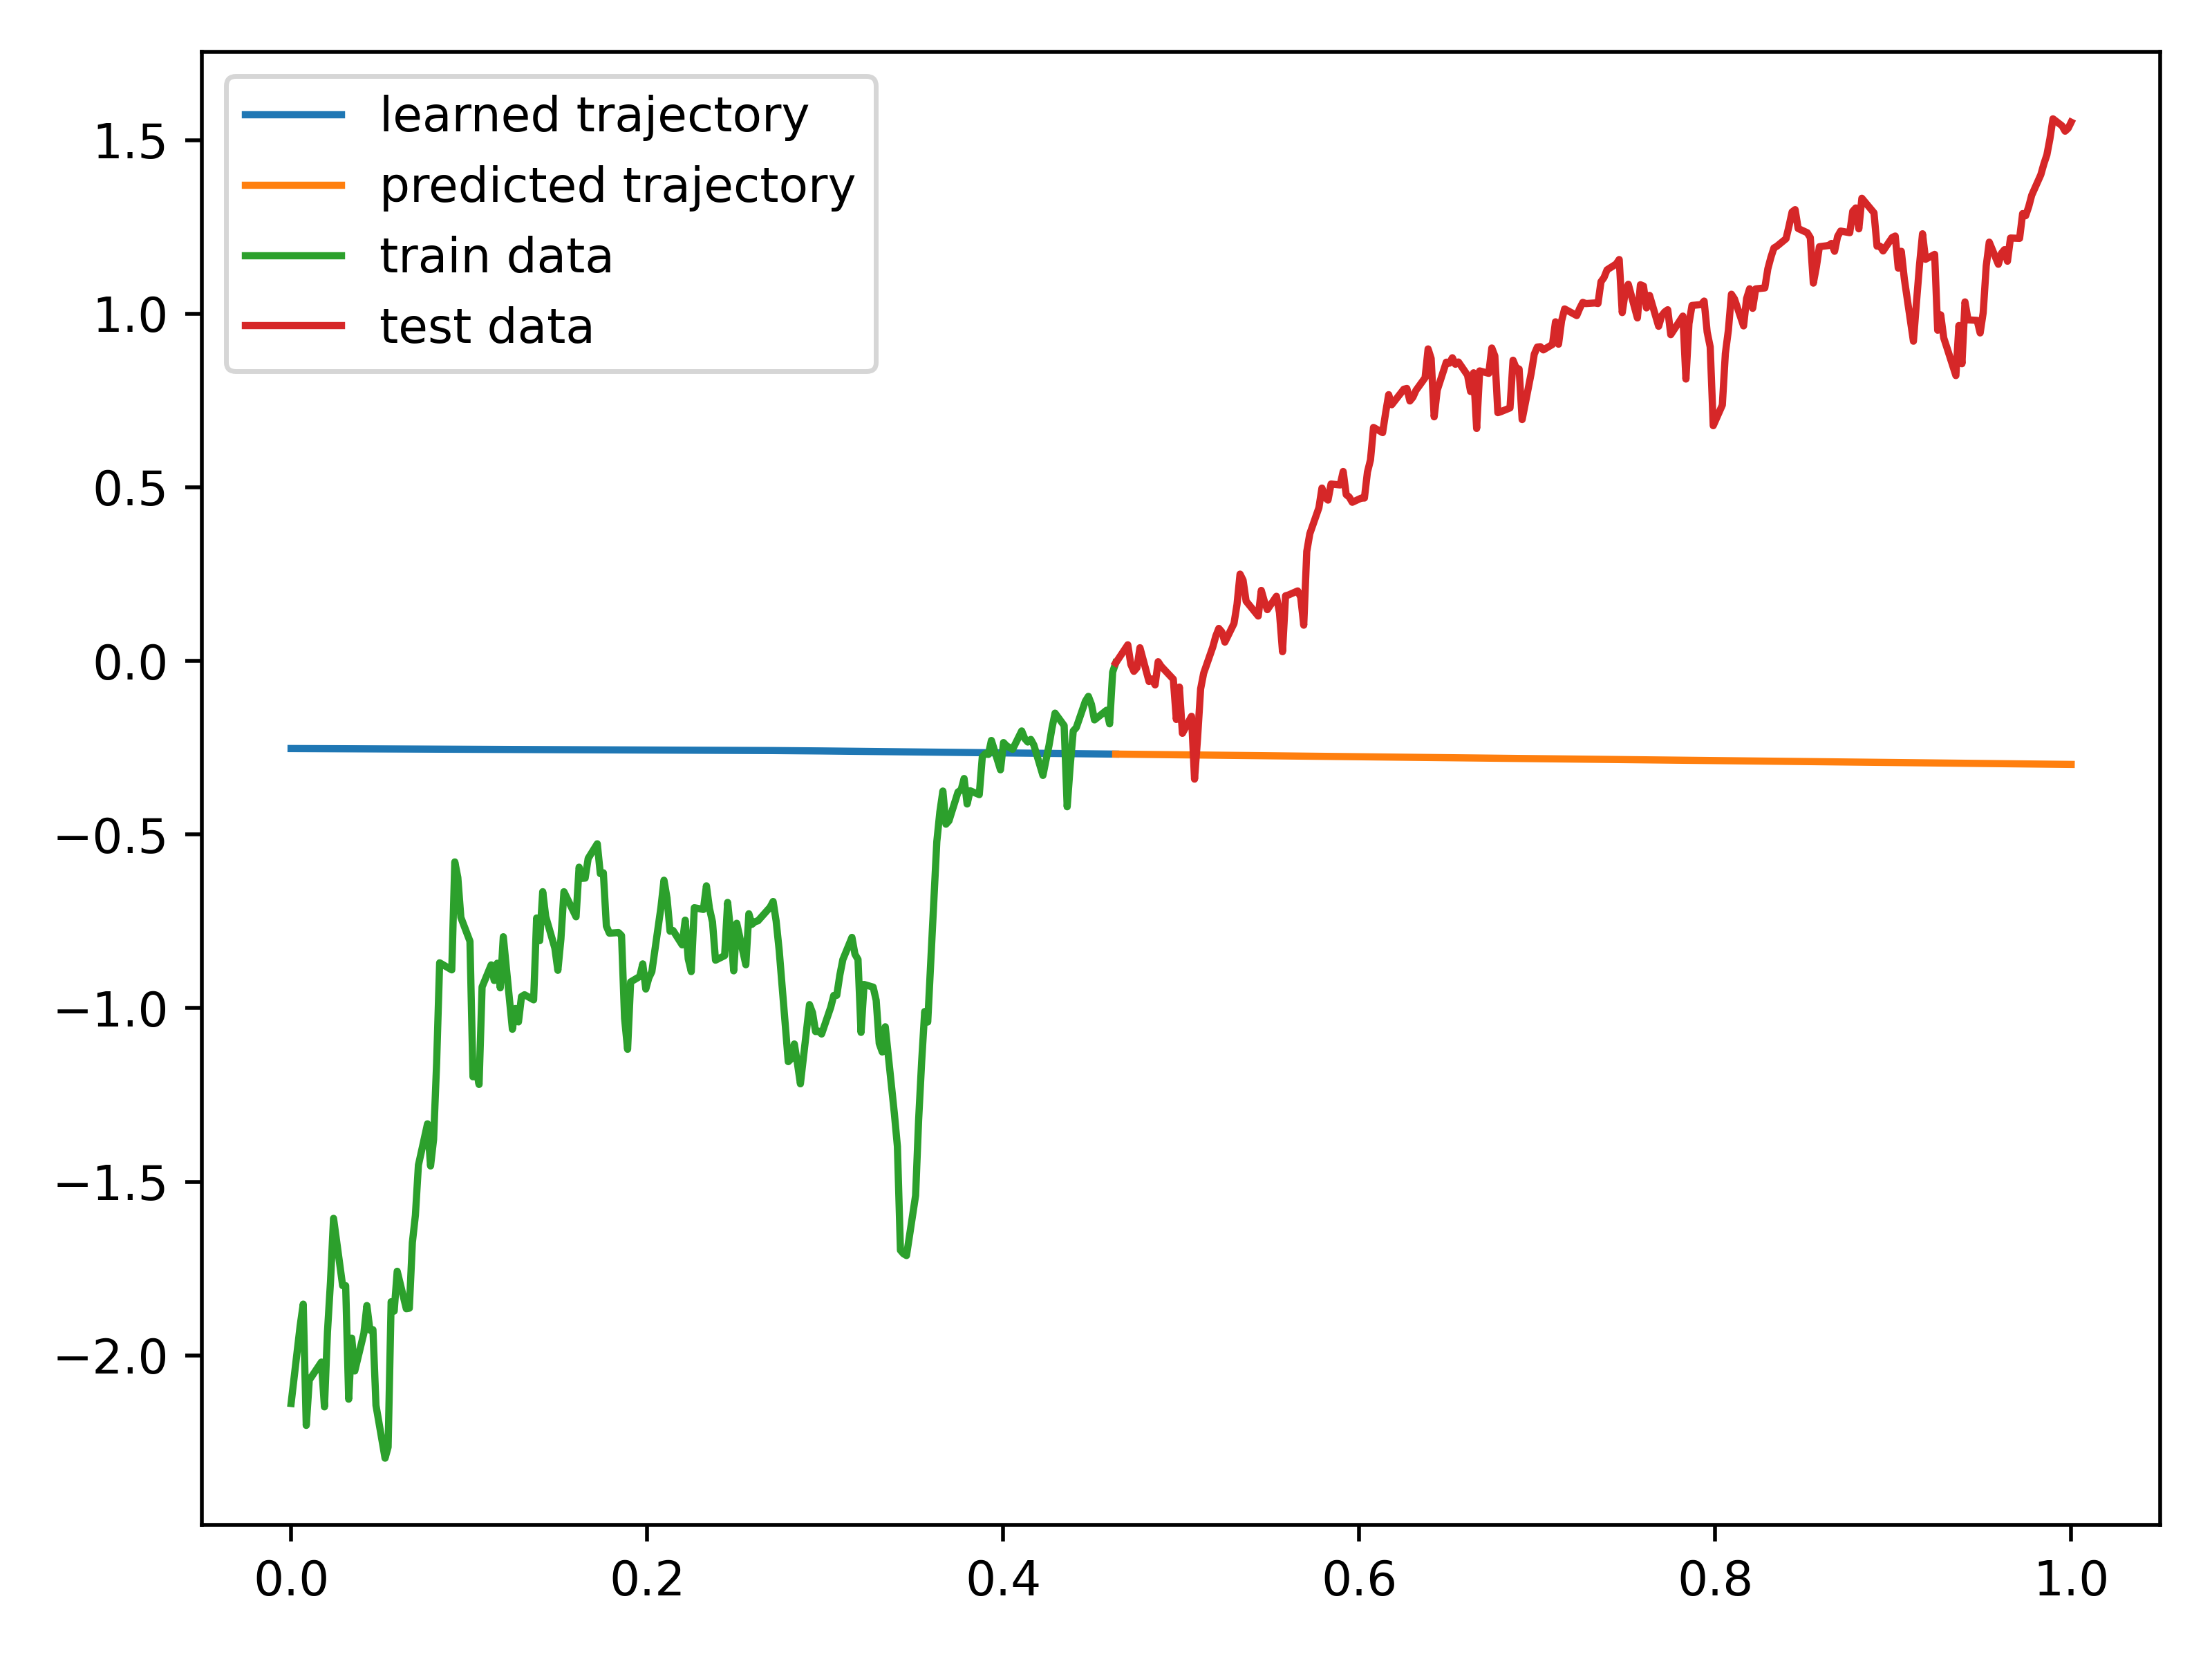 learned trajectory
predicted trajectory
train data
test data
1.5
1.0
0.5
0.0
−0.5
−1.0
−1.5
−2.0
0.0 0.2 0.4 0.6 0.8 1.0